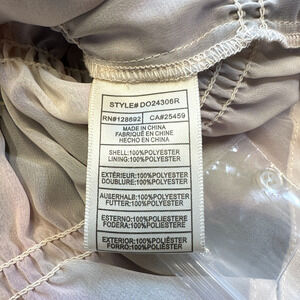 STYLE# DO24306R
RN#128692 CA#25459
MADE IN CHINA
FABRIQUÉ EN CHINE
HECHO EN CHINA
SHELL:100%POLYESTER
LINING:100%POLYESTER
EXTÉRIEUR:100%POLYESTER
DOUBLURE:100%POLYESTER
AUßERHALB:100%POLYESTER
FUTTER:100%POLYESTER
ESTERNO:100%POLIESTERE
FODERA:100%POLIESTERE
EXTERIOR:100%POLIÉSTER
FORRO:100%POLIÉSTER